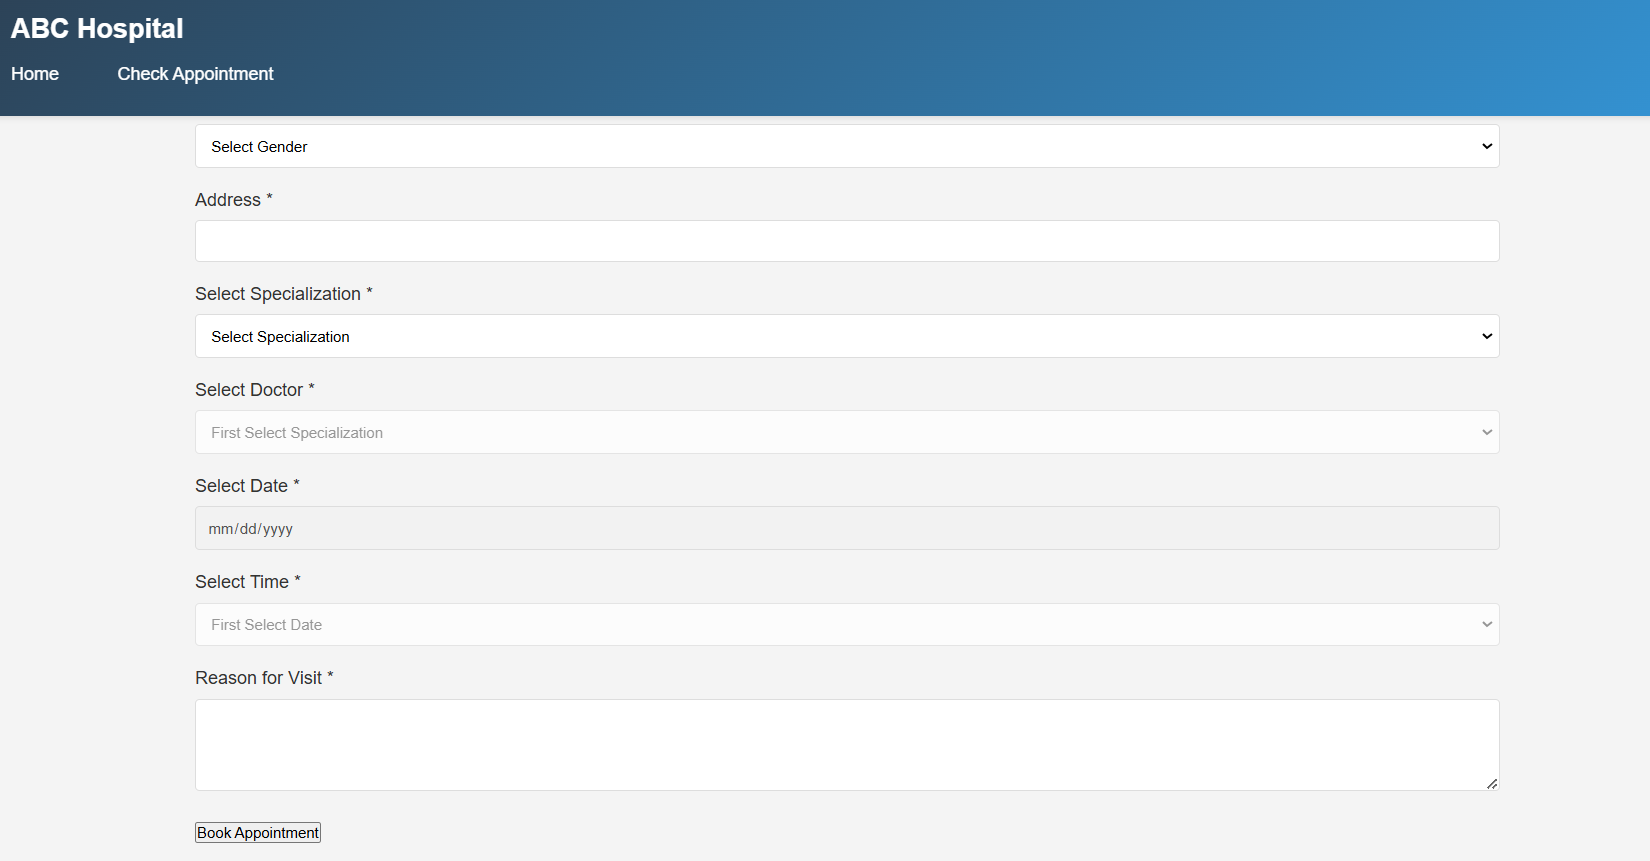 ABC Hospital
Home Check Appointment
Select Gender
Address *
Select Specialization *
Select Specialization
Select Doctor *
First Select Specialization
Select Date *
mm/dd/yyyy
Select Time *
First Select Date
Reason for Visit *
Book Appointment